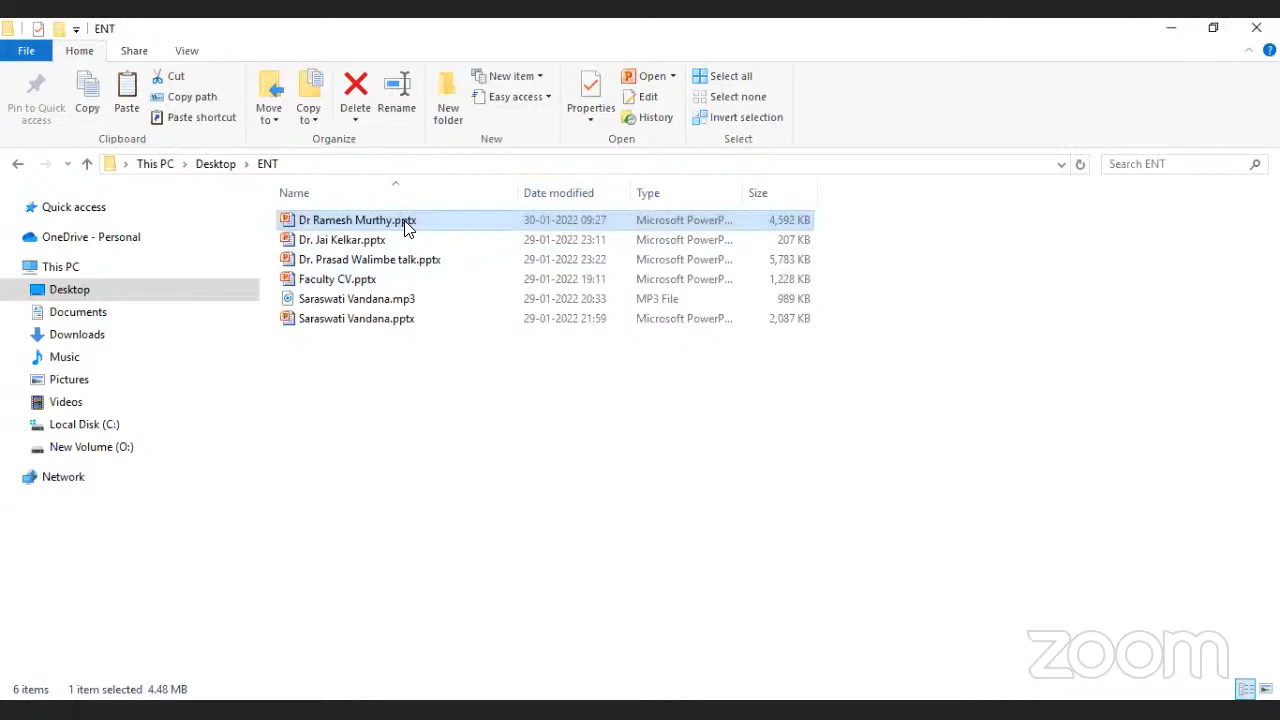 ENT
File Home Share View
Pin to Quick access
Copy
Paste
Cut
Copy path
Paste shortcut
Clipboard
Move to
Copy to
Delete
Rename
Organize
New folder
New item
Easy access
New
Properties
Open
Edit
History
Open
Select all
Select none
Invert selection
Select
This PC > Desktop > ENT
Search ENT
Quick access
OneDrive - Personal
This PC
Desktop
Documents
Downloads
Music
Pictures
Videos
Local Disk (C:)
New Volume (O:)
Network
Name Date modified Type Size
Dr Ramesh Murthy.pptx 30-01-2022 09:27 Microsoft PowerP... 4,592 KB
Dr. Jai Kelkar.pptx 29-01-2022 23:11 Microsoft PowerP... 207 KB
Dr. Prasad Walimbe talk.pptx 29-01-2022 23:22 Microsoft PowerP... 5,783 KB
Faculty CV.pptx 29-01-2022 19:11 Microsoft PowerP... 1,228 KB
Saraswati Vandana.mp3 29-01-2022 20:33 MP3 File 989 KB
Saraswati Vandana.pptx 29-01-2022 21:59 Microsoft PowerP... 2,087 KB
zoom
6 items 1 item selected 4.48 MB